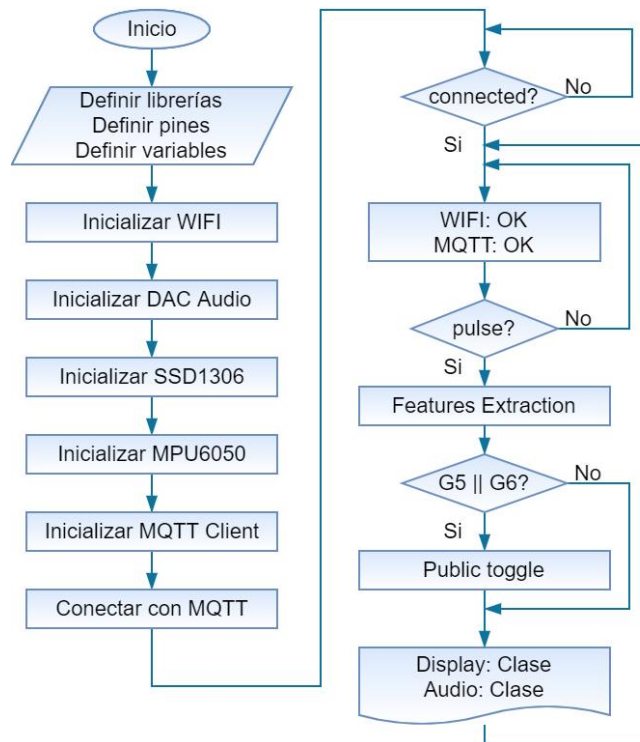 Inicio
Definir librerías
Definir pines
Definir variables
Inicializar WIFI
Inicializar DAC Audio
Inicializar SSD1306
Inicializar MPU6050
Inicializar MQTT Client
Conectar con MQTT
connected?
No
Si
WIFI: OK
MQTT: OK
pulse?
No
Si
Features Extraction
G5 || G6?
No
Si
Public toggle
Display: Clase
Audio: Clase